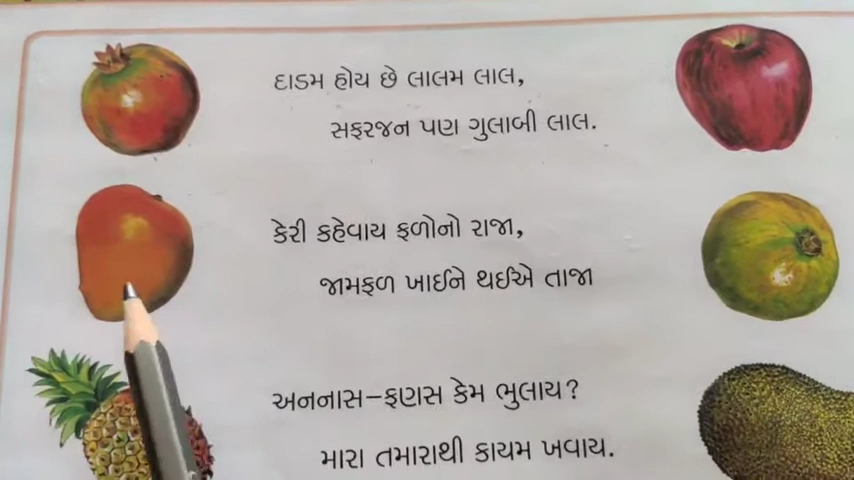 દાડમ હોય છે લાલમ લાલ,
સફરજન પણ ગુલાબી લાલ.
કેરી કહેવાય ફળોનો રાજા,
જામફળ ખાઈને થઈએ તાજા
અનનાસ–ફણસ કેમ ભુલાય?
મારા તમારાથી કાયમ ખવાય.